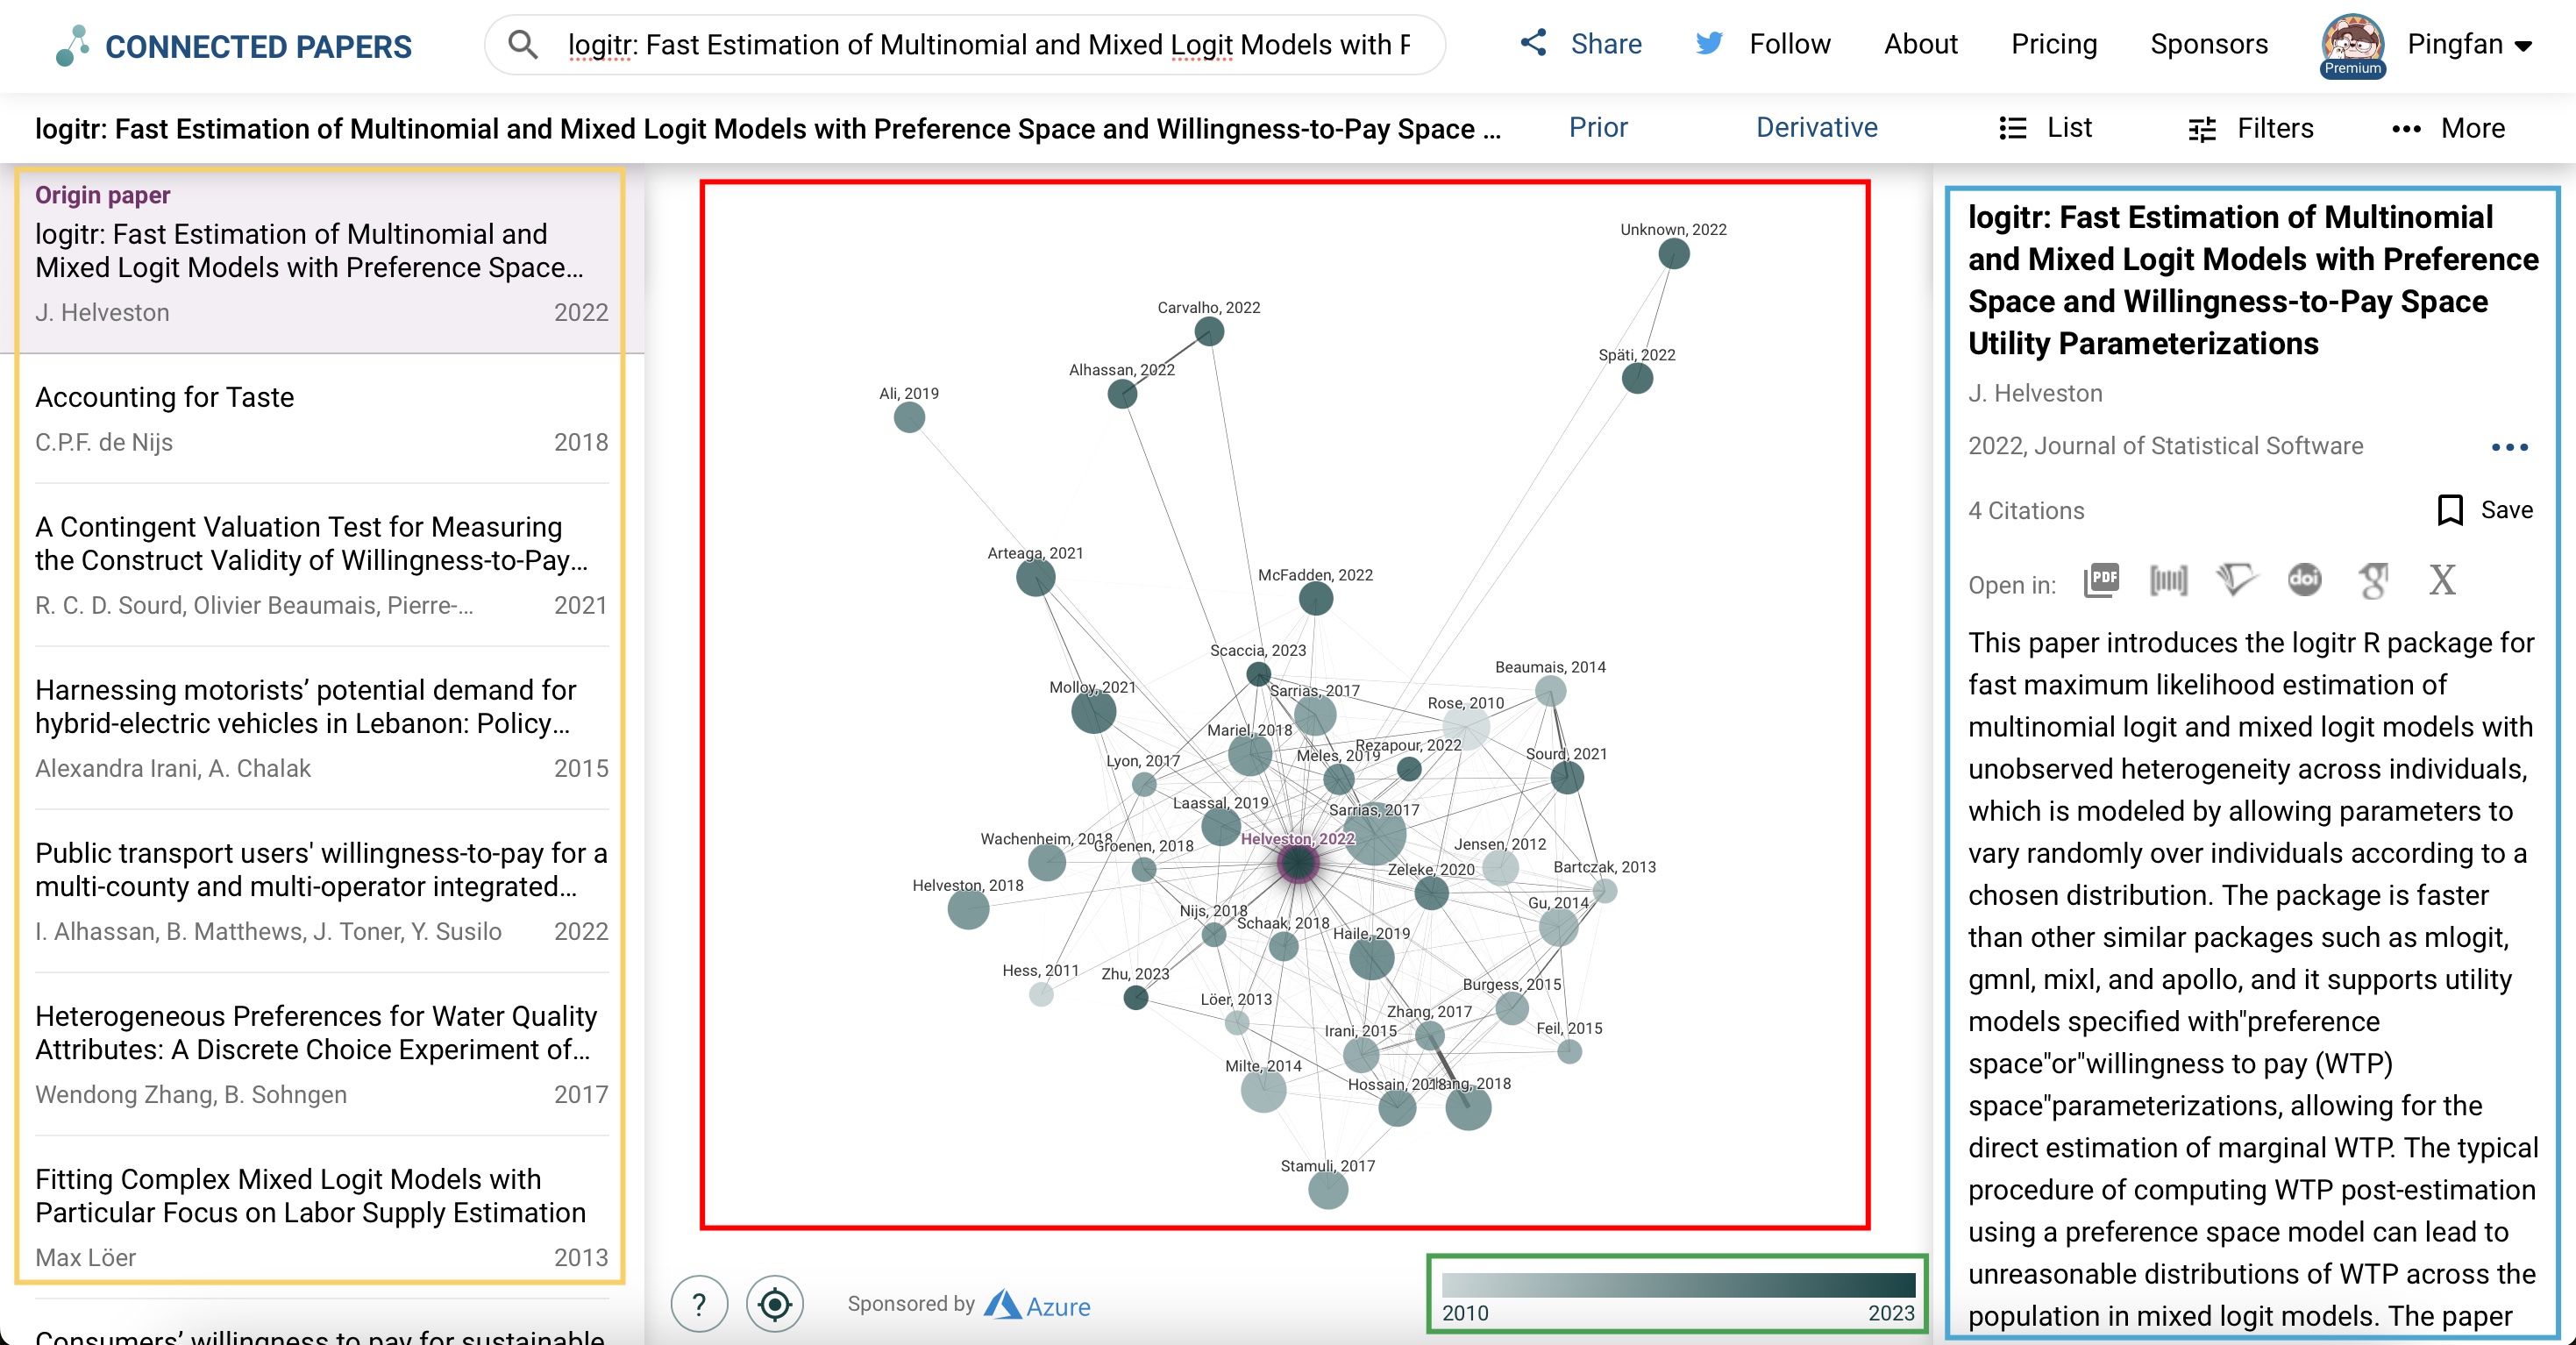 CONNECTED PAPERS
logitr: Fast Estimation of Multinomial and Mixed Logit Models with P
Share
Follow
About
Pricing
Sponsors
Premium
Pingfan
logitr: Fast Estimation of Multinomial and Mixed Logit Models with Preference Space and Willingness-to-Pay Space ...
Prior
Derivative
List
Filters
More
Origin paper
logitr: Fast Estimation of Multinomial and
Mixed Logit Models with Preference Space...
J. Helveston 2022
Accounting for Taste
C.P.F. de Nijs 2018
A Contingent Valuation Test for Measuring
the Construct Validity of Willingness-to-Pay...
R. C. D. Sourd, Olivier Beaumais, Pierre-... 2021
Harnessing motorists’ potential demand for
hybrid-electric vehicles in Lebanon: Policy...
Alexandra Irani, A. Chalak 2015
Public transport users' willingness-to-pay for a
multi-county and multi-operator integrated...
I. Alhassan, B. Matthews, J. Toner, Y. Susilo 2022
Heterogeneous Preferences for Water Quality
Attributes: A Discrete Choice Experiment of...
Wendong Zhang, B. Sohngen 2017
Fitting Complex Mixed Logit Models with
Particular Focus on Labor Supply Estimation
Max Löer 2013
Consumers’ willingness to pay for sustainable
Unknown, 2022
Carvalho, 2022
Späti, 2022
Alhassan, 2022
Ali, 2019
Arteaga, 2021
McFadden, 2022
Scaccia, 2023
Beaumais, 2014
Molloy, 2021
Sarrias, 2017
Rose, 2010
Mariel, 2018
Rezapour, 2022
Meles, 2019
Sourd, 2021
Lyon, 2017
Laassal, 2019
Sarrias, 2017
Wachenheim, 2018
Helveston, 2022
Groenen, 2018
Jensen, 2012
Bartczak, 2013
Zeleke, 2020
Helveston, 2018
Gu, 2014
Nijs, 2018
Schaak, 2018
Haile, 2019
Hess, 2011
Zhu, 2023
Burgess, 2015
Löer, 2013
Zhang, 2017
Irani, 2015
Feil, 2015
Milte, 2014
Hossain, 2018
Zhang, 2018
Stamuli, 2017
?
Sponsored by Azure
2010 2023
logitr: Fast Estimation of Multinomial
and Mixed Logit Models with Preference
Space and Willingness-to-Pay Space
Utility Parameterizations
J. Helveston
2022, Journal of Statistical Software
4 Citations
Save
Open in: PDF doi g X
This paper introduces the logitr R package for
fast maximum likelihood estimation of
multinomial logit and mixed logit models with
unobserved heterogeneity across individuals,
which is modeled by allowing parameters to
vary randomly over individuals according to a
chosen distribution. The package is faster
than other similar packages such as mlogit,
gmnl, mixl, and apollo, and it supports utility
models specified with"preference
space"or"willingness to pay (WTP)
space"parameterizations, allowing for the
direct estimation of marginal WTP. The typical
procedure of computing WTP post-estimation
using a preference space model can lead to
unreasonable distributions of WTP across the
population in mixed logit models. The paper